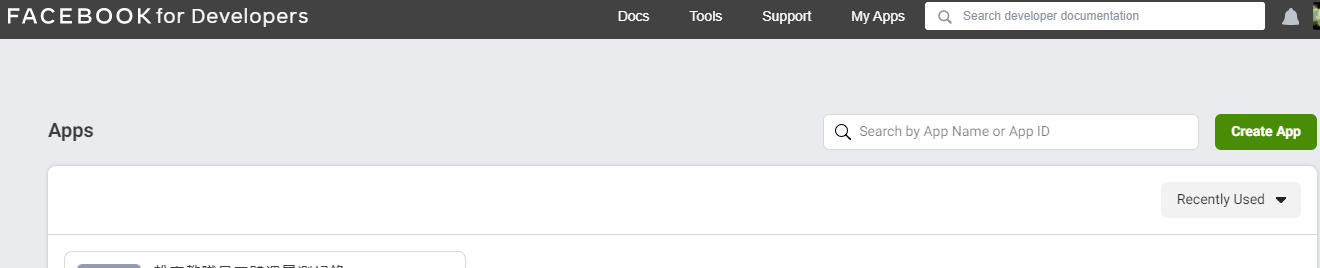 FACEBOOK for Developers
Docs
Tools
Support
My Apps
Search developer documentation
Apps
Search by App Name or App ID
Create App
Recently Used